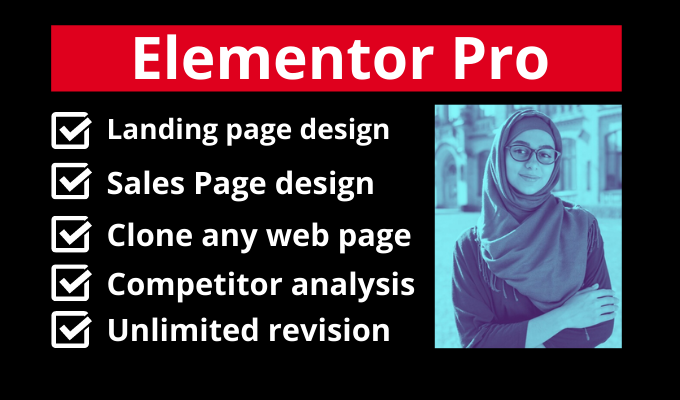 Elementor Pro
Landing page design
Sales Page design
Clone any web page
Competitor analysis
Unlimited revision